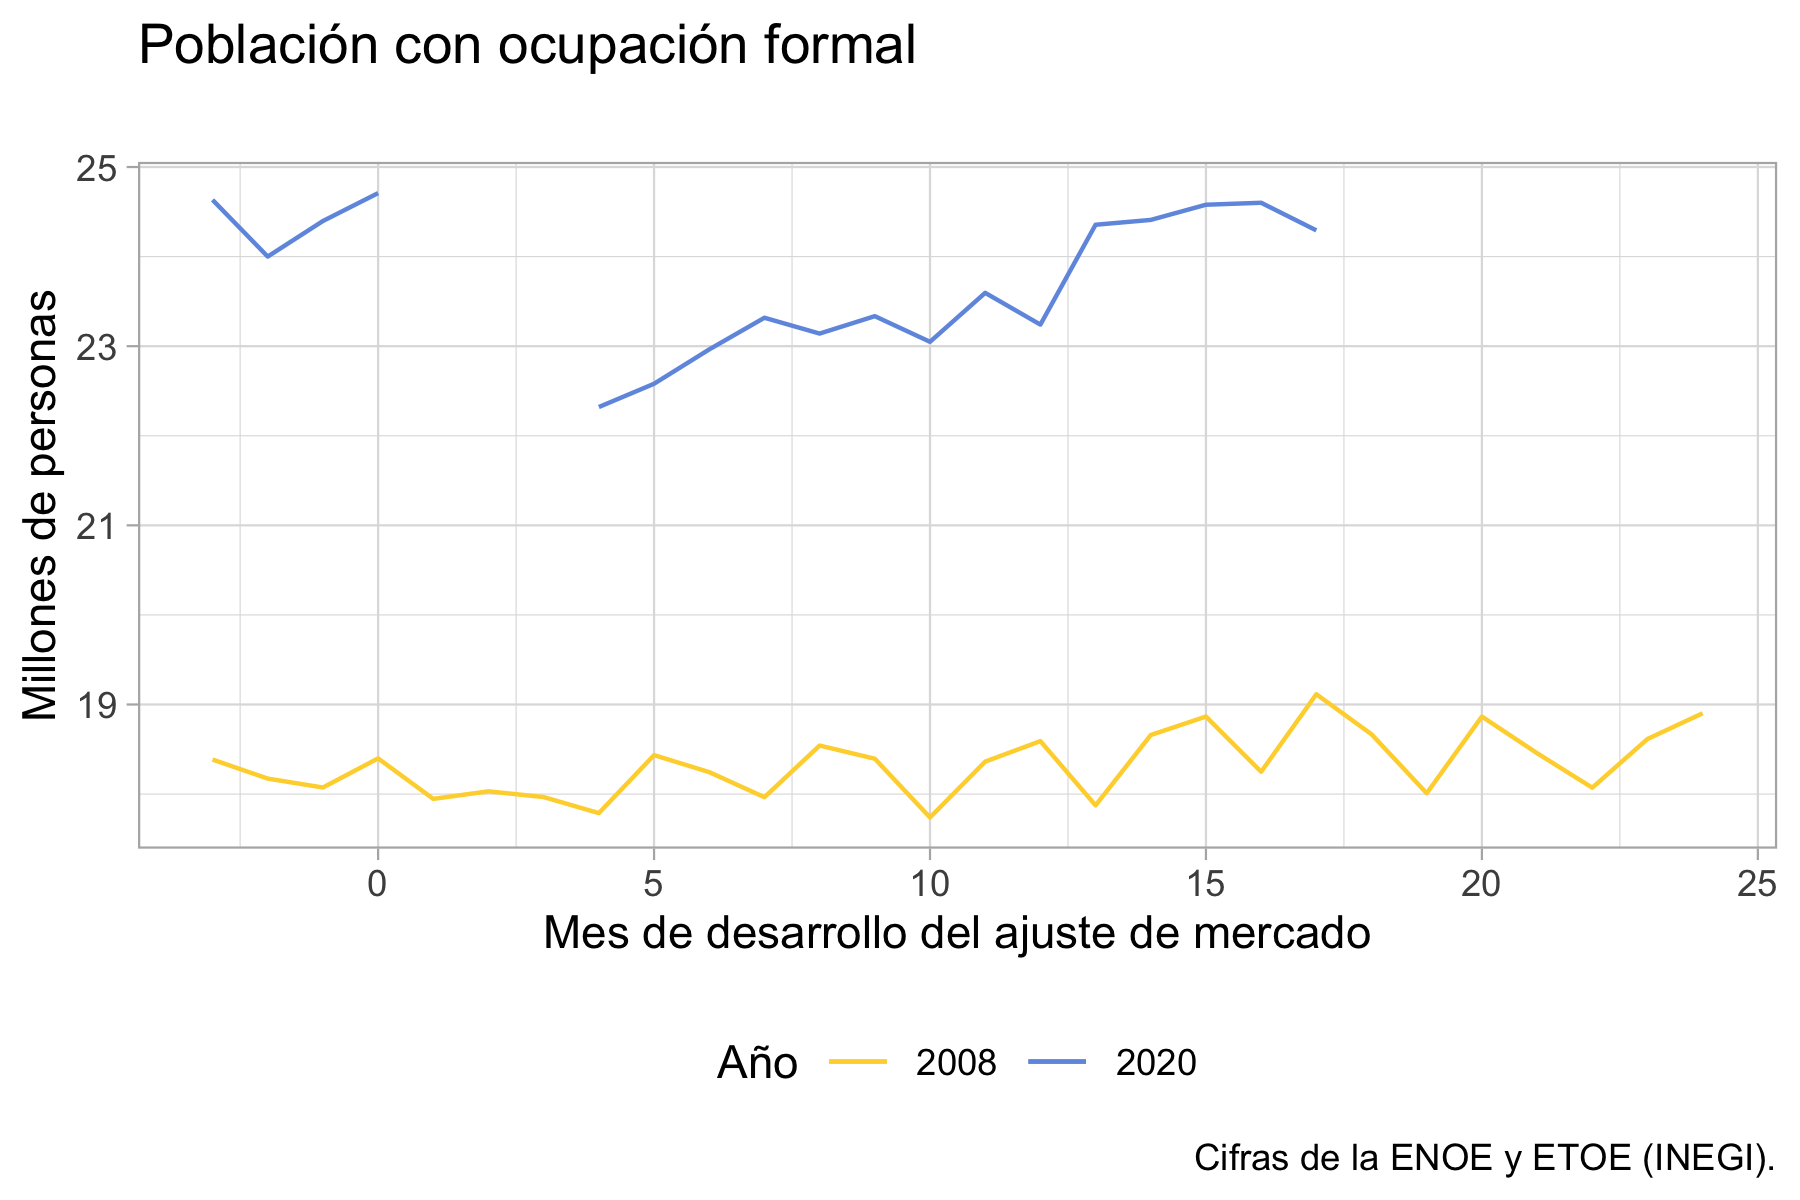 Población con ocupación formal
25
23
21
19
Millones de personas
0 5 10 15 20 25
Mes de desarrollo del ajuste de mercado
Año 2008 2020
Cifras de la ENOE y ETOE (INEGI).